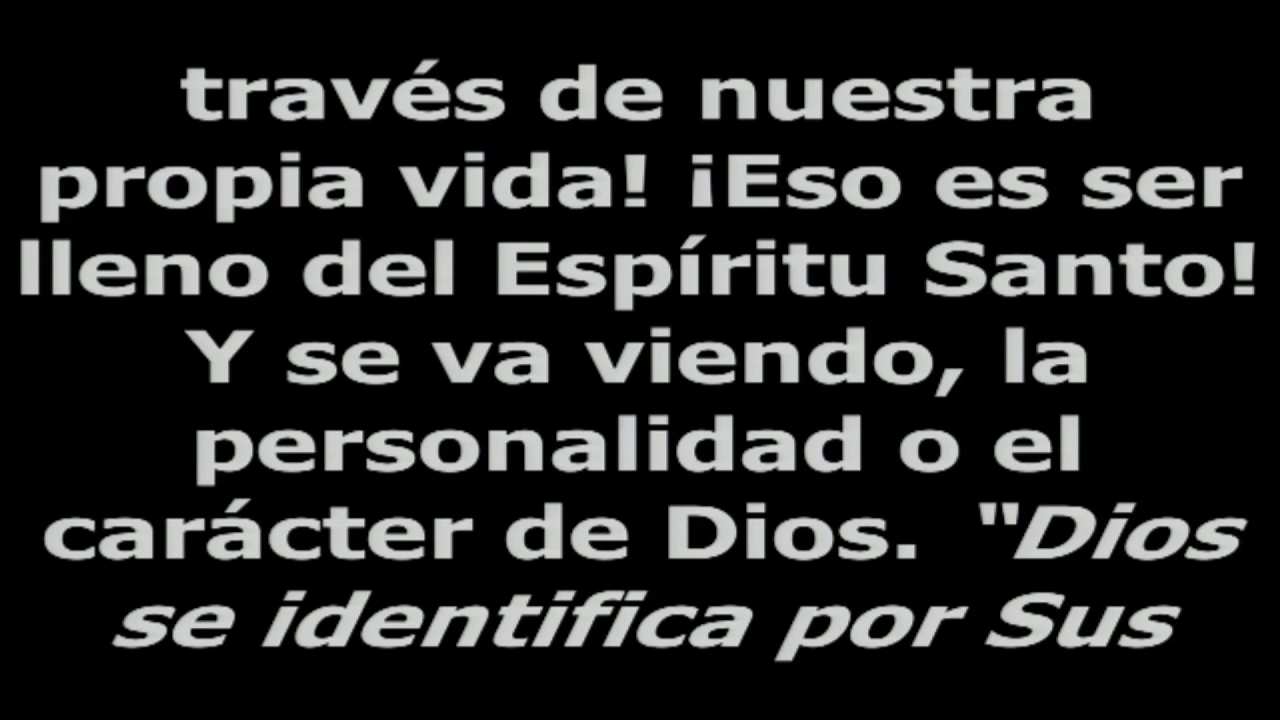 través de nuestra
propia vida! ¡Eso es ser
lleno del Espíritu Santo!
Y se va viendo, la
personalidad o el
carácter de Dios. "Dios
se identifica por Sus